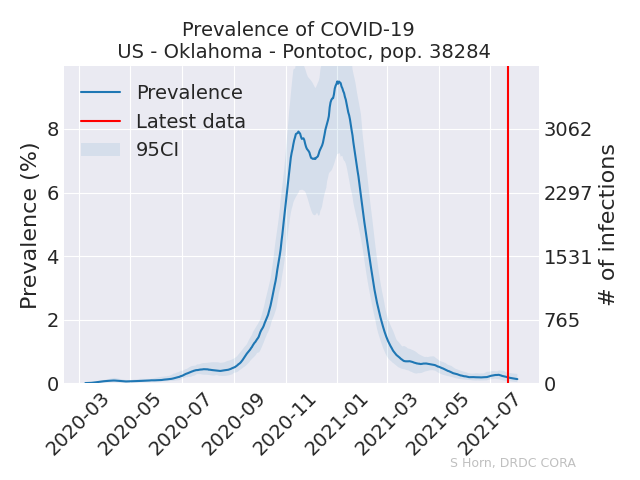 Prevalence of COVID-19
US - Oklahoma - Pontotoc, pop. 38284
Prevalence
Latest data
95CI
Prevalence (%)
8
6
4
2
0
3062
2297
1531
765
0
# of infections
2020-03
2020-05
2020-07
2020-09
2020-11
2021-01
2021-03
2021-05
2021-07
S Horn, DRDC CORA